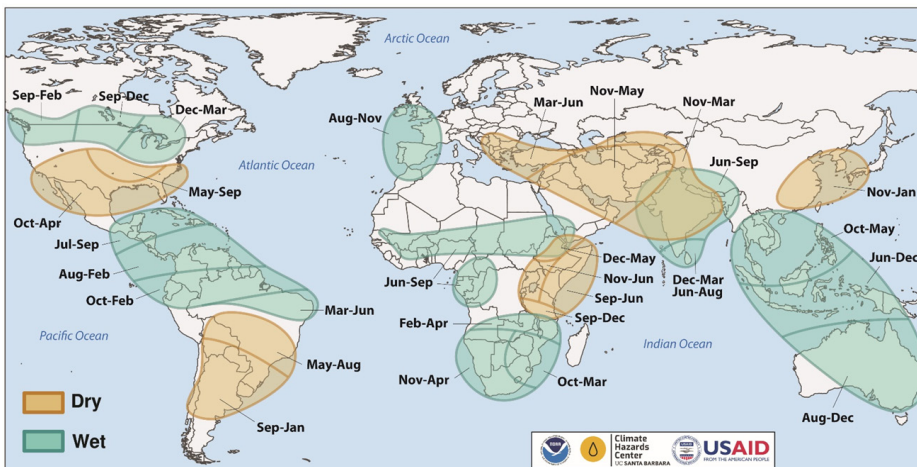 Arctic Ocean
Sep-Feb
Sep-Dec
Dec-Mar
Aug-Nov
Mar-Jun
Nov-May
Nov-Mar
Jun-Sep
Atlantic Ocean
May-Sep
Nov-Jan
Oct-Apr
Jul-Sep
Oct-May
Aug-Feb
Dec-May
Jun-Dec
Jun-Sep
Nov-Jun
Dec-Mar
Jun-Aug
Oct-Feb
Sep-Jun
Mar-Jun
Sep-Dec
Feb-Apr
Pacific Ocean
Indian Ocean
May-Aug
Nov-Apr
Oct-Mar
Dry
Aug-Dec
Sep-Jan
Wet
NOAA
Climate
Hazards
Center
UC SANTA BARBARA
USAID
FROM THE AMERICAN PEOPLE